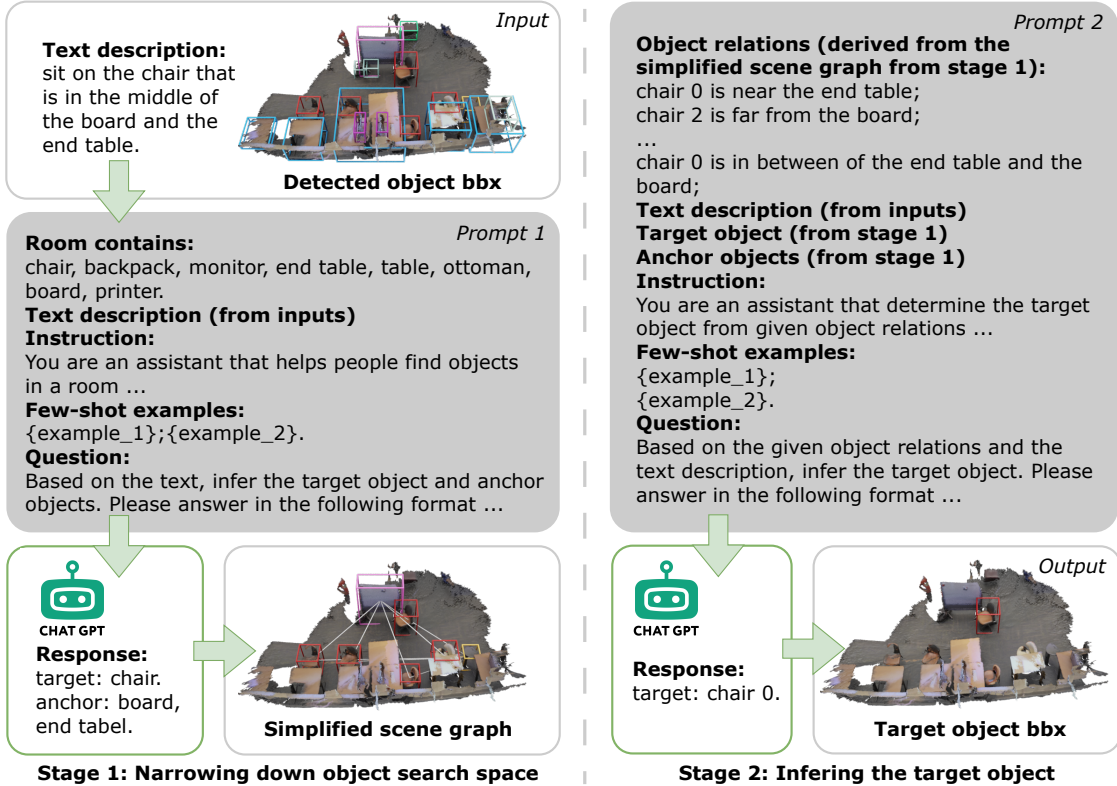 Input
Text description:
sit on the chair that
is in the middle of
the board and the
end table.
Detected object bbx
Prompt 1
Room contains:
chair, backpack, monitor, end table, table, ottoman,
board, printer.
Text description (from inputs)
Instruction:
You are an assistant that helps people find objects
in a room ...
Few-shot examples:
{example_1};{example_2}.
Question:
Based on the text, infer the target object and anchor
objects. Please answer in the following format ...
CHAT GPT
Response:
target: chair.
anchor: board,
end tabel.
Simplified scene graph
Stage 1: Narrowing down object search space
Prompt 2
Object relations (derived from the
simplified scene graph from stage 1):
chair 0 is near the end table;
chair 2 is far from the board;
...
chair 0 is in between of the end table and the
board;
Text description (from inputs)
Target object (from stage 1)
Anchor objects (from stage 1)
Instruction:
You are an assistant that determine the target
object from given object relations ...
Few-shot examples:
{example_1};
{example_2}.
Question:
Based on the given object relations and the
text description, infer the target object. Please
answer in the following format ...
CHAT GPT
Response:
target: chair 0.
Output
Target object bbx
Stage 2: Infering the target object